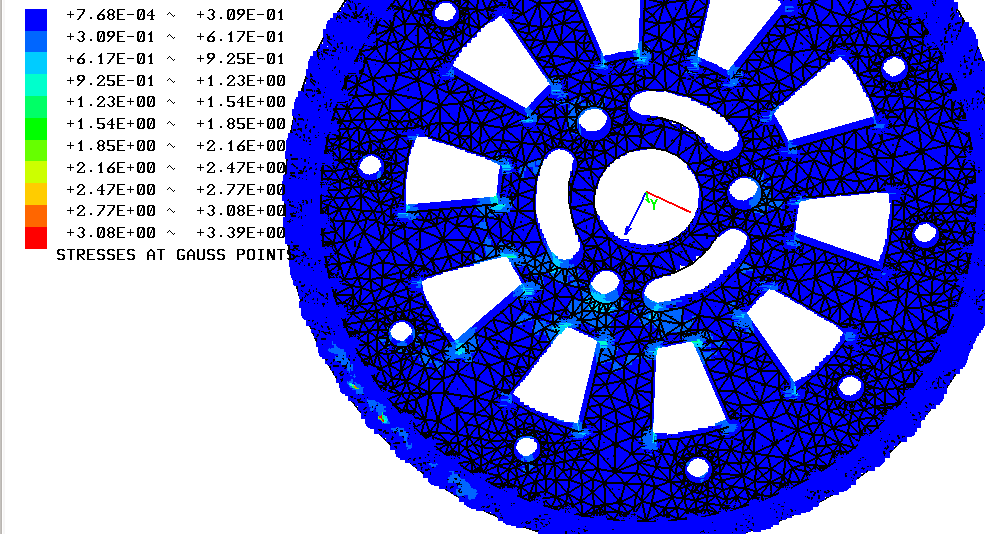 +7.68E-04 ~ +3.09E-01
+3.09E-01 ~ +6.17E-01
+6.17E-01 ~ +9.25E-01
+9.25E-01 ~ +1.23E+00
+1.23E+00 ~ +1.54E+00
+1.54E+00 ~ +1.85E+00
+1.85E+00 ~ +2.16E+00
+2.16E+00 ~ +2.47E+00
+2.47E+00 ~ +2.77E+00
+2.77E+00 ~ +3.08E+00
+3.08E+00 ~ +3.39E+00
STRESSES AT GAUSS POINTS
Y